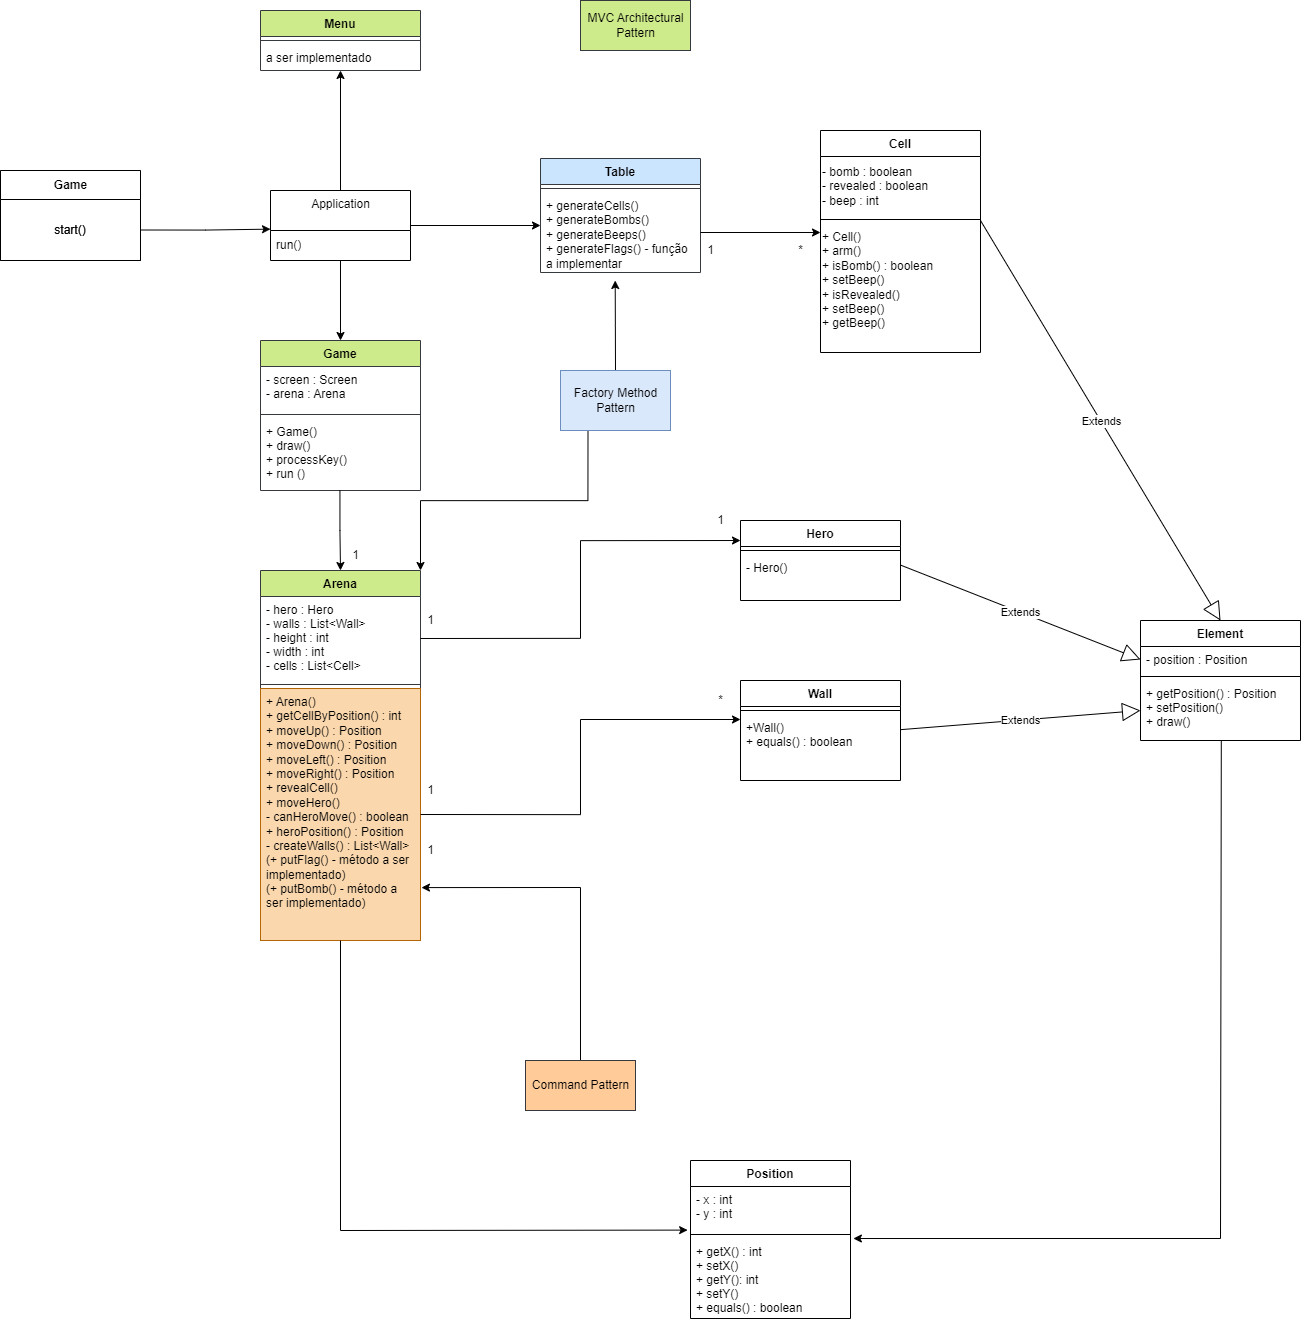 MVC Architectural
Pattern
Menu
a ser implementado
Game
start()
Application
run()
Table
+ generateCells()
+ generateBombs()
+ generateBeeps()
+ generateFlags() - função
a implementar
1
*
Cell
- bomb : boolean
- revealed : boolean
- beep : int
+ Cell()
+ arm()
+ isBomb() : boolean
+ setBeep()
+ isRevealed()
+ setBeep()
+ getBeep()
Game
- screen : Screen
- arena : Arena
+ Game()
+ draw()
+ processKey()
+ run ()
Factory Method
Pattern
Extends
1
Arena
- hero : Hero
- walls : List<Wall>
- height : int
- width : int
- cells : List<Cell>
+ Arena()
+ getCellByPosition() : int
+ moveUp() : Position
+ moveDown() : Position
+ moveLeft() : Position
+ moveRight() : Position
+ revealCell()
+ moveHero()
- canHeroMove() : boolean
+ heroPosition() : Position
- createWalls() : List<Wall>
(+ putFlag() - método a ser
implementado)
(+ putBomb() - método a
ser implementado)
1
1
1
1
Hero
- Hero()
Extends
*
Wall
+Wall()
+ equals() : boolean
Extends
Element
- position : Position
+ getPosition() : Position
+ setPosition()
+ draw()
Command Pattern
Position
- x : int
- y : int
+ getX() : int
+ setX()
+ getY(): int
+ setY()
+ equals() : boolean